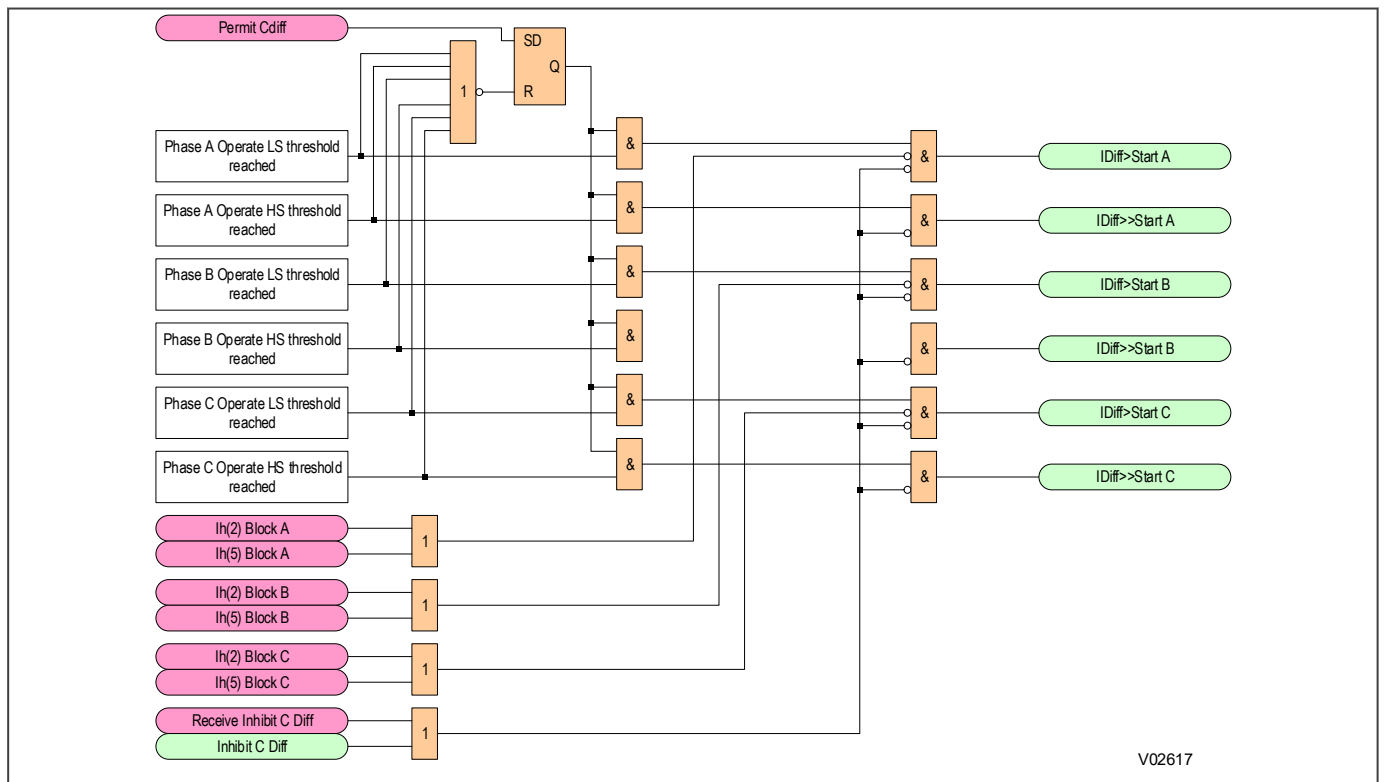 Permit Cdiff
SD
Q
R
1
Phase A Operate LS threshold
reached
&
&
IDiff>Start A
Phase A Operate HS threshold
reached
&
&
IDiff>>Start A
Phase B Operate LS threshold
reached
&
&
IDiff>Start B
Phase B Operate HS threshold
reached
&
&
IDiff>>Start B
Phase C Operate LS threshold
reached
&
&
IDiff>Start C
Phase C Operate HS threshold
reached
&
&
IDiff>>Start C
Ih(2) Block A
Ih(5) Block A
1
Ih(2) Block B
Ih(5) Block B
1
Ih(2) Block C
Ih(5) Block C
1
Receive Inhibit C Diff
Inhibit C Diff
1
V02617